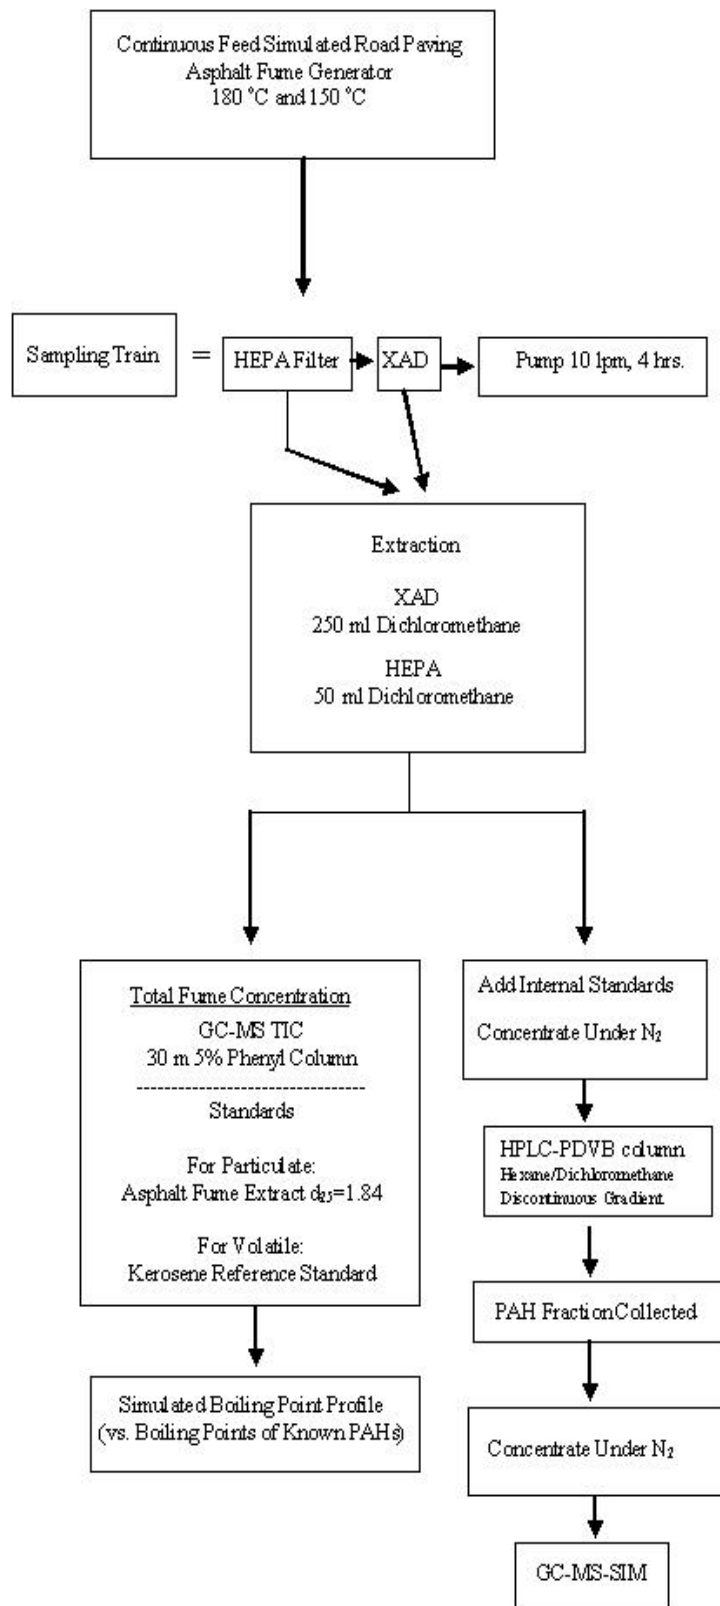 Continuous Feed Simulated Road Paving
Asphalt Fume Generator
180 °C and 150 °C
Sampling Train
=
HEPA Filter
XAD
Pump 10 lpm, 4 hrs.
Extraction
XAD
250 ml Dichloromethane
HEPA
50 ml Dichloromethane
Total Fume Concentration
GC-MS TIC
30 m 5% Phenyl Column
------------------------------
Standards
For Particulate:
Asphalt Fume Extract d₂₅=1.84
For Volatile:
Kerosene Reference Standard
Simulated Boiling Point Profile
(vs. Boiling Points of Known PAHs)
Add Internal Standards
Concentrate Under N₂
HPLC-PDVB column
Hexane/Dichloromethane
Discontinuous Gradient
PAH Fraction Collected
Concentrate Under N₂
GC-MS-SIM